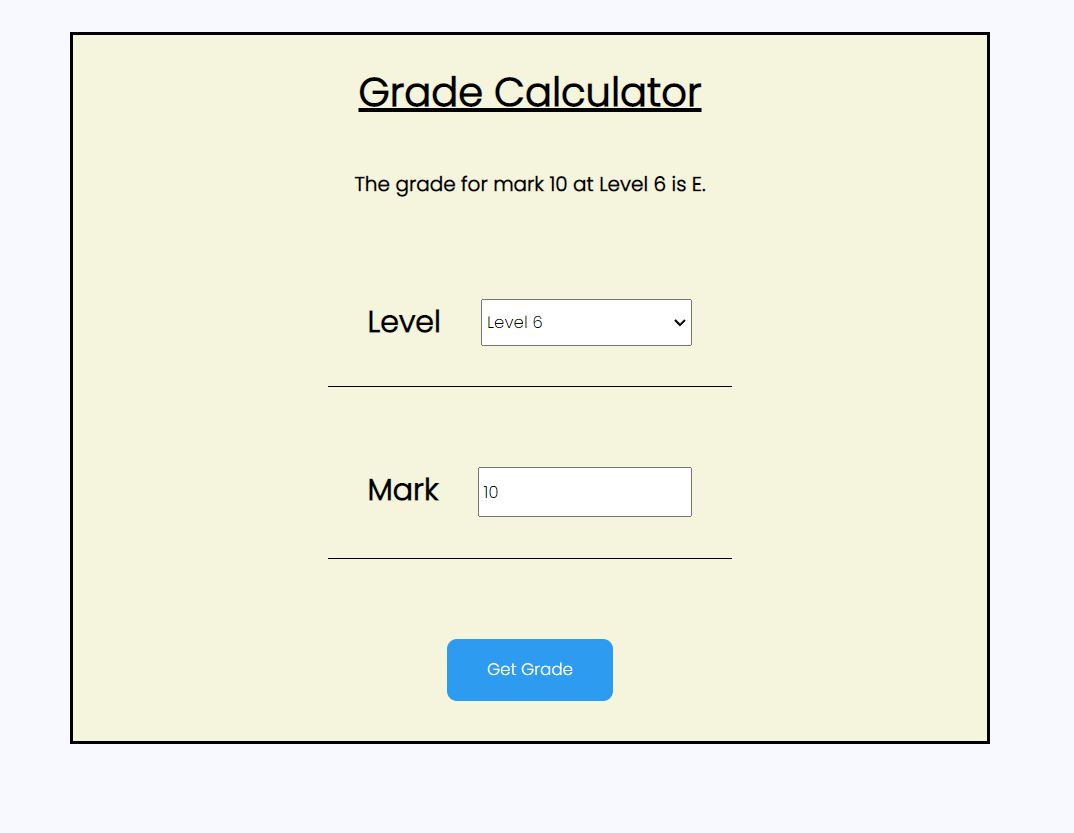 Grade Calculator
The grade for mark 10 at Level 6 is E.
Level
Level 6
Mark
10
Get Grade